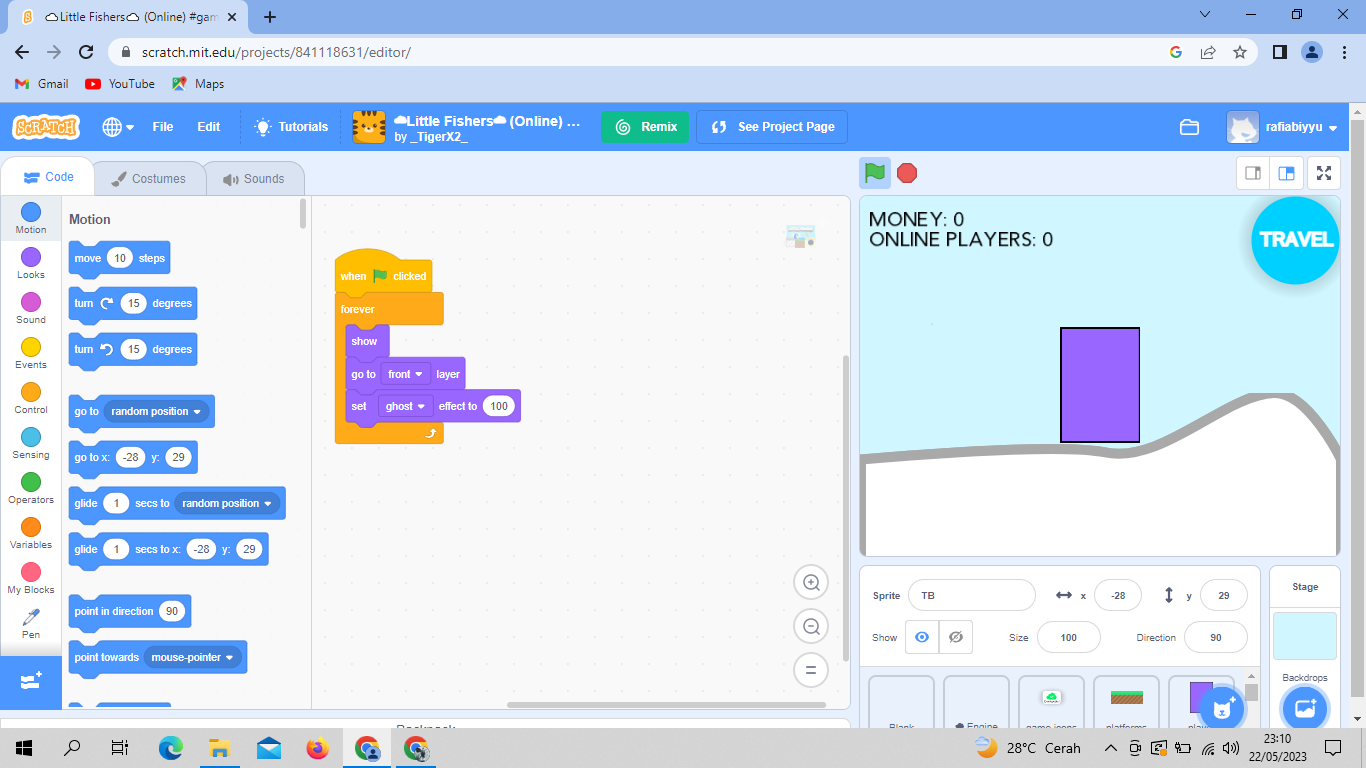 ☁Little Fishers☁ (Online) #gam
scratch.mit.edu/projects/841118631/editor/
Gmail YouTube Maps
SCRATCH File Edit Tutorials ☁Little Fishers☁ (Online) ... Remix See Project Page rafiabiyyu
by _TigerX2_
Code Costumes Sounds
Motion
Looks
Sound
Events
Control
Sensing
Operators
Variables
My Blocks
Pen
Motion
move 10 steps
turn 15 degrees
turn 15 degrees
go to random position
go to x: -28 y: 29
glide 1 secs to random position
glide 1 secs to x: -28 y: 29
point in direction 90
point towards mouse-pointer
when clicked
forever
show
go to front layer
set ghost effect to 100
Backpack
MONEY: 0
ONLINE PLAYERS: 0
TRAVEL
Sprite TB x -28 y 29
Show Size 100 Direction 90
Blank ☁ Engine game icons platforms play
Stage
Backdrops
28°C Cerah
23:10
22/05/2023